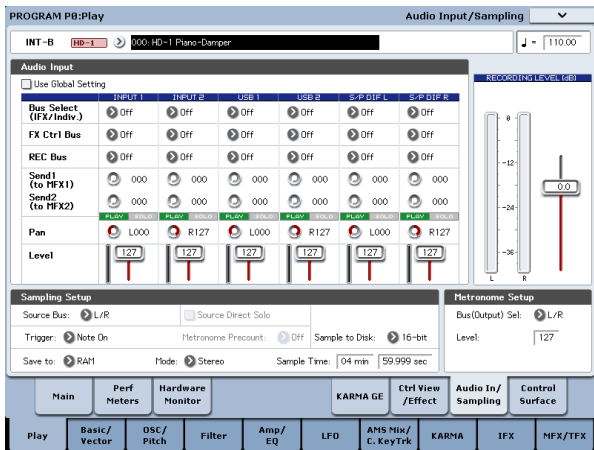 PROGRAM P0:Play Audio Input/Sampling
INT-B HD-1 000: HD-1 Piano-Damper ♩ = 110.00
Audio Input
Use Global Setting
RECORDING LEVEL (dB)
INPUT 1 INPUT 2 USB 1 USB 2 S/P DIF L S/P DIF R
Bus Select
(IFX/Indiv.) Off Off Off Off Off Off
FX Ctrl Bus Off Off Off Off Off Off
REC Bus Off Off Off Off Off Off
Send1
(to MFX1) 000 000 000 000 000 000
Send2
(to MFX2) 000 000 000 000 000 000
PLAY SOLO PLAY SOLO PLAY SOLO PLAY SOLO PLAY SOLO PLAY SOLO
Pan L000 R127 L000 R127 L000 R127
Level 127 127 127 127 127 127
0
-12
-24
-36
L R
0.0
Sampling Setup
Source Bus: L/R Source Direct Solo
Trigger: Note On Metronome Precount: Off Sample to Disk: 16-bit
Save to: RAM Mode: Stereo Sample Time: 04 min 59.999 sec
Metronome Setup
Bus(Output) Sel: L/R
Level: 127
Main
Perf Meters
Hardware Monitor
KARMA GE
Ctrl View /Effect
Audio In/ Sampling
Control Surface
Play
Basic/ Vector
OSC/ Pitch
Filter
Amp/ EQ
LFO
AMS Mix/ C. KeyTrk
KARMA
IFX
MFX/TFX